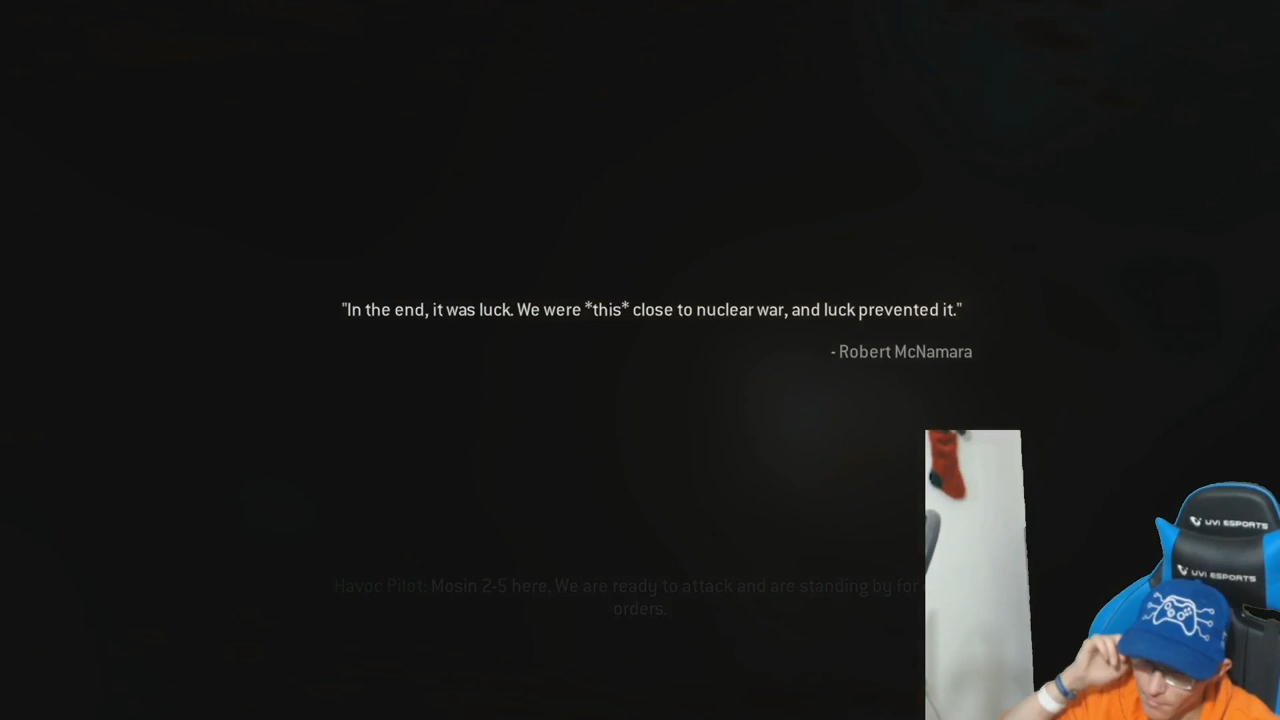 "In the end, it was luck. We were *this* close to nuclear war, and luck prevented it."
- Robert McNamara
Havoc Pilot: Mosin 2-5 here. We are ready to attack and are standing by for
orders.
UVI ESPORTS
UVI ESPORTS